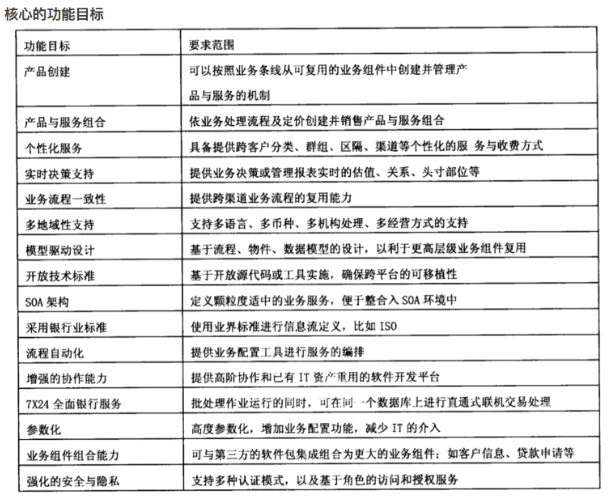 核心的功能目标
功能目标 要求范围
产品创建 可以按照业务条线从可复用的业务组件中创建并管理产
品与服务的机制
产品与服务组合 依业务处理流程及定价创建并销售产品与服务组合
个性化服务 具备提供跨客户分类、群组、区隔、渠道等个性化的服 务与收费方式
实时决策支持 提供业务决策或管理报表实时的估值、关系、头寸部位等
业务流程一致性 提供跨渠道业务流程的复用能力
多地域性支持 支持多语言、多币种、多机构处理、多经营方式的支持
模型驱动设计 基于流程、物件、数据模型的设计，以利于更高层级业务组件复用
开放技术标准 基于开放源代码或工具实施，确保跨平台的可移植性
SOA 架构 定义颗粒度适中的业务服务，便于整合入 SOA 环境中
采用银行业标准 使用业界标准进行信息流定义，比如 ISO
流程自动化 提供业务配置工具进行服务的编排
增强的协作能力 提供高阶协作和已有 IT 资产重用的软件开发平台
7X24 全面银行服务 批处理作业运行的同时，可在同一个数据库上进行直通式联机交易处理
参数化 高度参数化，增加业务配置功能，减少 IT 的介入
业务组件组合能力 可与第三方的软件包集成组合为更大的业务组件；如客户信息、贷款申请等
强化的安全与隐私 支持多种认证模式，以及基于角色的访问和授权服务